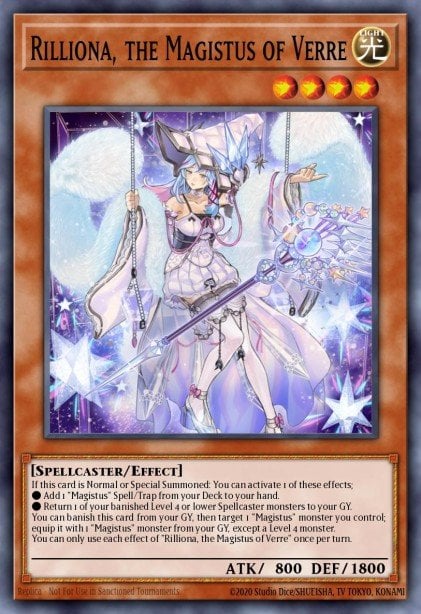 RILLIONA, THE MAGISTUS OF VERRE
LIGHT
光
[SPELLCASTER/EFFECT]
If this card is Normal or Special Summoned: You can activate 1 of these effects;
● Add 1 "Magistus" Spell/Trap from your Deck to your hand.
● Return 1 of your banished Level 4 or lower Spellcaster monsters to your GY.
You can banish this card from your GY, then target 1 "Magistus" monster you control;
equip it with 1 "Magistus" monster from your GY, except a Level 4 monster.
You can only use each effect of "Rilliona, the Magistus of Verre" once per turn.
ATK/ 800 DEF/1800
Replica - Not For Use in Sanctioned Tournaments
©2020 Studio Dice/SHUEISHA, TV TOKYO, KONAMI